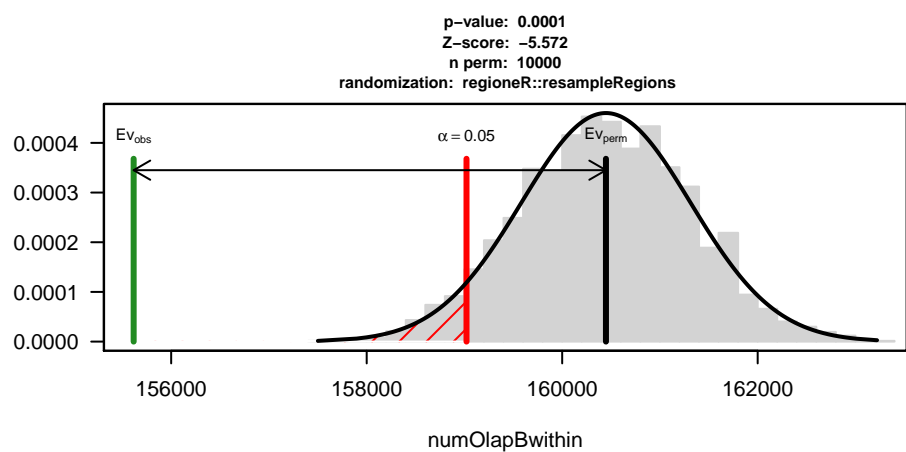 p−value: 0.0001
Z−score: −5.572
n perm: 10000
randomization: regioneR::resampleRegions
Evobs
α = 0.05
Evperm
0.0004
0.0003
0.0002
0.0001
0.0000
156000 158000 160000 162000
numOlapBwithin